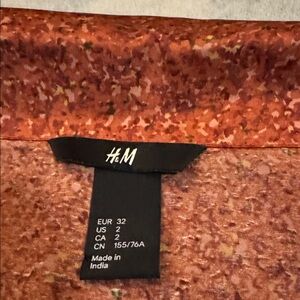 H&M
EUR 32
US 2
CA 2
CN 155/76A
Made in
India